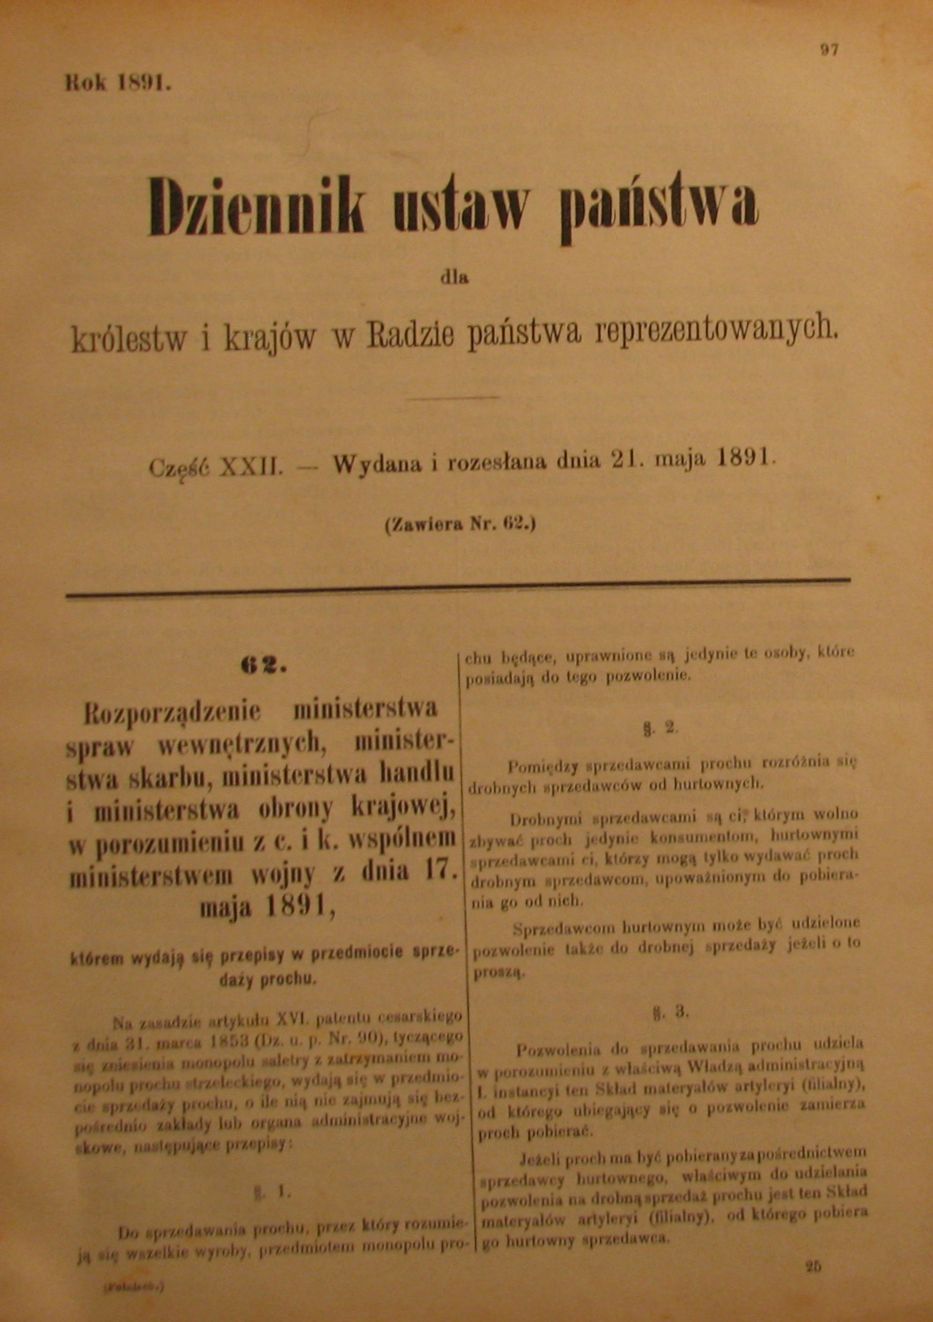 97
Rok 1891.
Dziennik ustaw państwa
dla
królestw i krajów w Radzie państwa reprezentowanych.
Część XXII. — Wydana i rozesłana dnia 21. maja 1891.
(Zawiera Nr. 62.)
62.
Rozporządzenie ministerstwa
spraw wewnętrznych, minister-
stwa skarbu, ministerstwa handlu
i ministerstwa obrony krajowej,
w porozumieniu z c. i k. wspólnem
ministerstwem wojny z dnia 17.
maja 1891,
którem wydają się przepisy w przedmiocie sprze-
daży prochu.
Na zasadzie artykułu XVI. patentu cesarskiego
z dnia 31. marca 1853 (Dz. u. p. Nr. 90), tyczącego
się zniesienia monopolu saletry z zatrzymaniem mo-
nopolu prochu strzeleckiego, wydają się w przedmio-
cie sprzedaży prochu, o ile nią nie zajmują się bez-
pośrednio zakłady lub organa administracyjne woj-
skowe, następujące przepisy:
§. 1.
Do sprzedawania prochu, przez który rozumie-
ją się wszelkie wyroby, przedmiotem monopolu pro-
(Polnisch.)
chu będące, uprawnione są jedynie te osoby, które
posiadają do tego pozwolenie.
§. 2.
Pomiędzy sprzedawcami prochu rozróżnia się
drobnych sprzedawców od hurtownych.
Drobnymi sprzedawcami są ci, którym wolno
zbywać proch jedynie konsumentom, hurtownymi
sprzedawcami ci, którzy mogą tylko wydawać proch
drobnym sprzedawcom, upoważnionym do pobiera-
nia go od nich.
Sprzedawcom hurtownym może być udzielone
pozwolenie także do drobnej sprzedaży jeżeli o to
proszą.
§. 3.
Pozwolenia do sprzedawania prochu udziela
w porozumieniu z właściwą Władzą administracyjną
I. instancyi ten Skład materyałów artyleryi (filialny),
od którego ubiegający się o pozwolenie zamierza
proch pobierać.
Jeżeli proch ma być pobierany za pośrednictwem
sprzedawcy hurtownego, właściwym do udzielania
pozwolenia na drobną sprzedaż prochu jest ten Skład
materyałów artyleryi (filialny), od którego pobiera
go hurtowny sprzedawca.
25